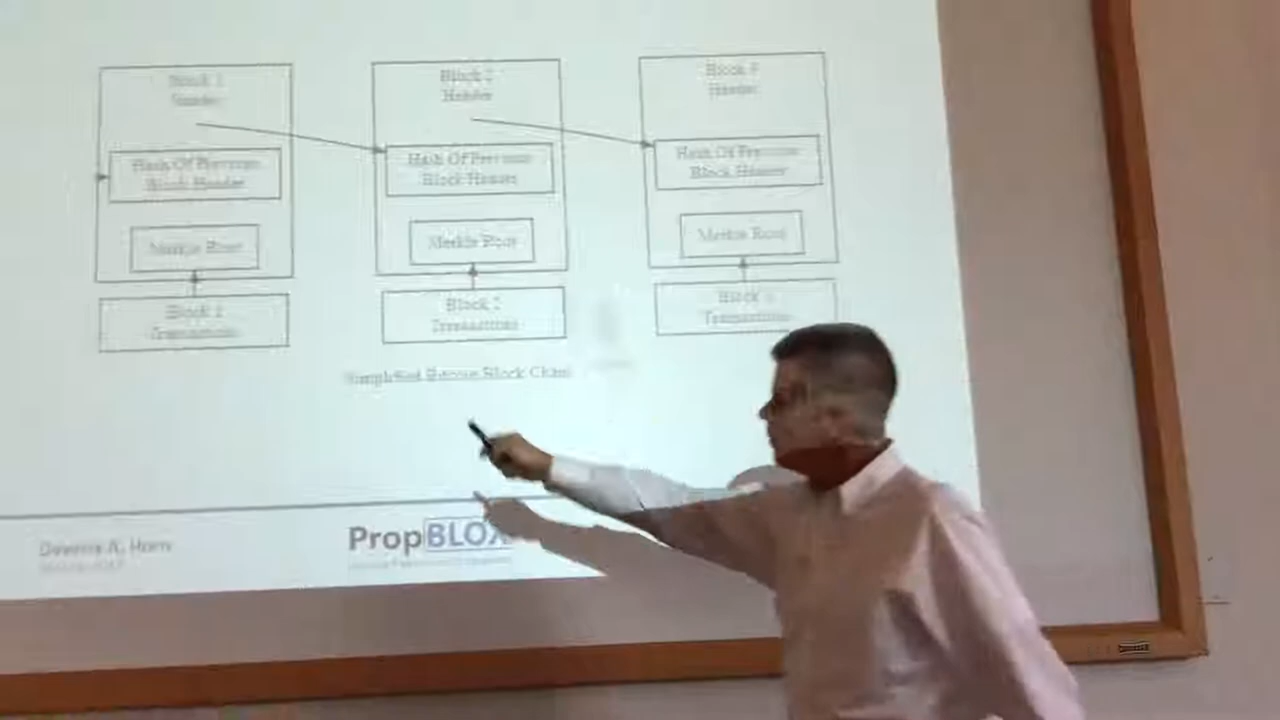 Block 1
Header
Hash Of Previous
Block Header
Merkle Root
Block 1
Transactions
Block 2
Header
Hash Of Previous
Block Header
Merkle Root
Block 2
Transactions
Block 3
Header
Hash Of Previous
Block Header
Merkle Root
Block 3
Transactions
Simplified Bitcoin Block Chain
A. Horn
PropBLOX